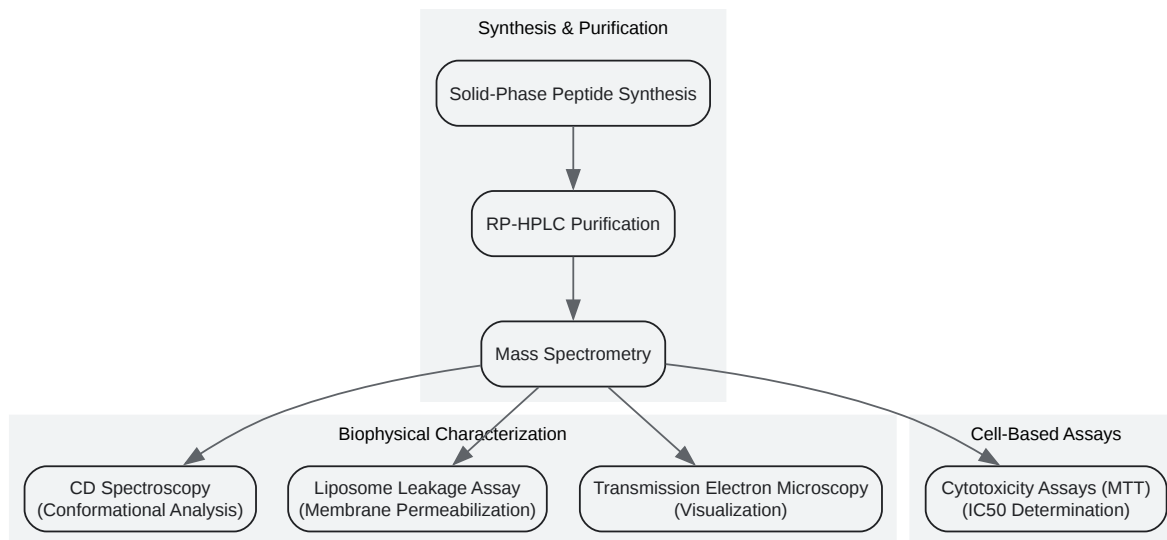 Synthesis & Purification
Solid-Phase Peptide Synthesis
RP-HPLC Purification
Mass Spectrometry
Biophysical Characterization
Cell-Based Assays
CD Spectroscopy
(Conformational Analysis)
Liposome Leakage Assay
(Membrane Permeabilization)
Transmission Electron Microscopy
(Visualization)
Cytotoxicity Assays (MTT)
(IC50 Determination)